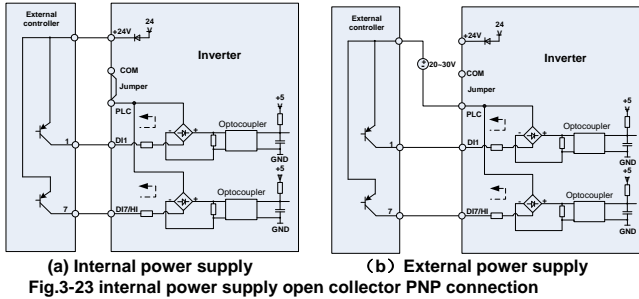 External
controller
+24V
24
Inverter
COM
Jumper
PLC
- +
+5
Optocoupler
1
DI1
GND
- +
+5
Optocoupler
7
DI7/HI
GND
(a) Internal power supply
External
controller
+24V
24
Inverter
20~30V
COM
Jumper
PLC
- +
+5
Optocoupler
1
DI1
GND
- +
+5
Optocoupler
7
DI7/HI
GND
（b） External power supply
Fig.3-23 internal power supply open collector PNP connection